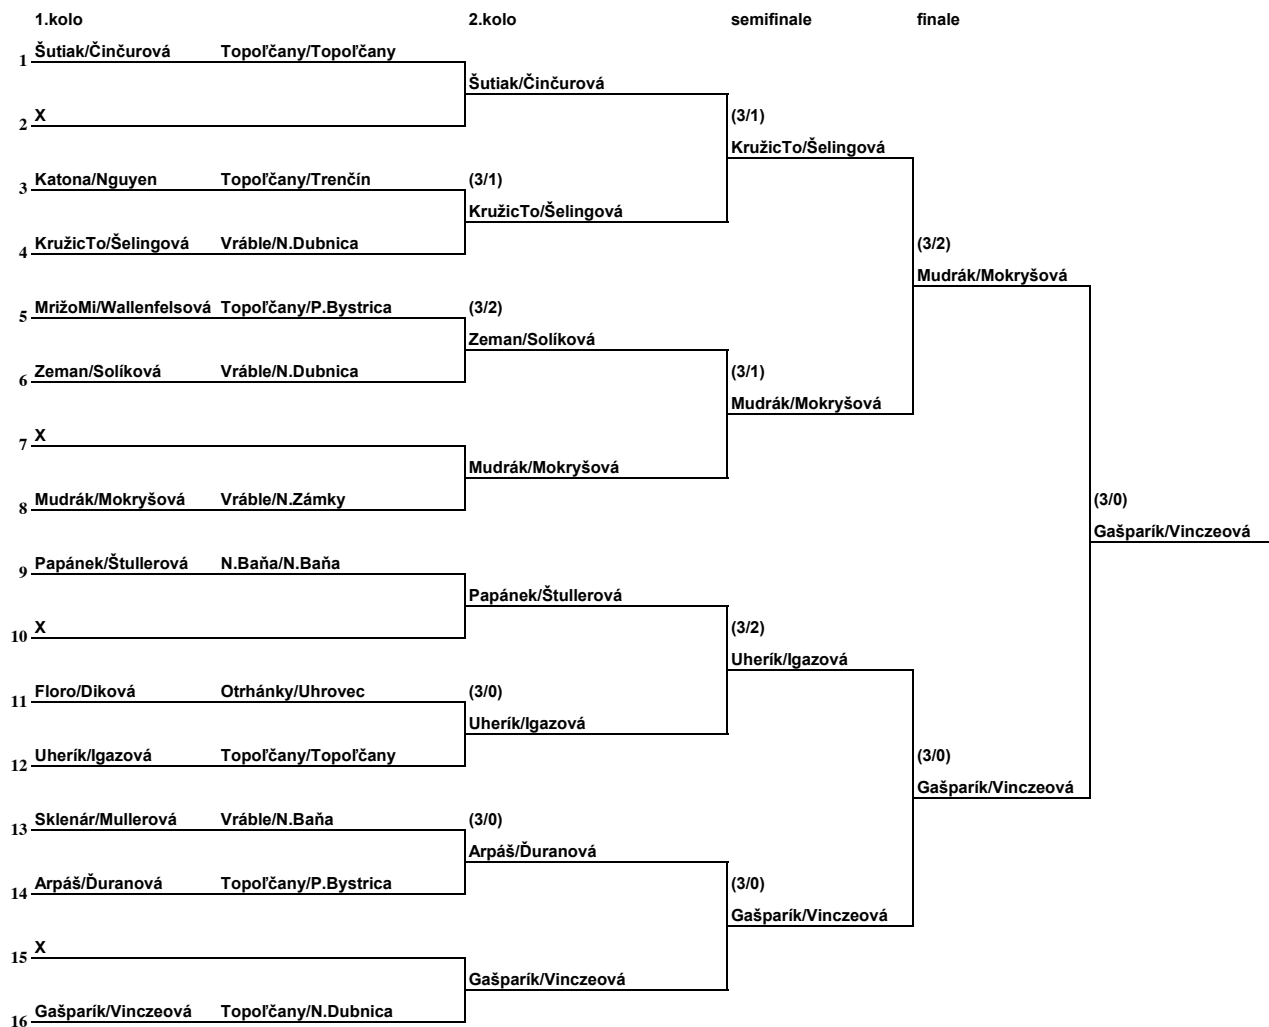 1.kolo 2.kolo semifinale finale
1 Šutiak/Činčurová Topoľčany/Topoľčany
Šutiak/Činčurová
2 X (3/1)
KružicTo/Šelingová
3 Katona/Nguyen Topoľčany/Trenčín (3/1)
KružicTo/Šelingová
4 KružicTo/Šelingová Vráble/N.Dubnica (3/2)
Mudrák/Mokryšová
5 MrižoMi/Wallenfelsová Topoľčany/P.Bystrica (3/2)
Zeman/Solíková
6 Zeman/Solíková Vráble/N.Dubnica (3/1)
Mudrák/Mokryšová
7 X
Mudrák/Mokryšová
8 Mudrák/Mokryšová Vráble/N.Zámky (3/0)
Gašparík/Vinczeová
9 Papánek/Štullerová N.Baňa/N.Baňa
Papánek/Štullerová
10 X (3/2)
Uherík/Igazová
11 Floro/Diková Otrhánky/Uhrovec (3/0)
Uherík/Igazová
12 Uherík/Igazová Topoľčany/Topoľčany (3/0)
Gašparík/Vinczeová
13 Sklenár/Mullerová Vráble/N.Baňa (3/0)
Arpáš/Ďuranová
14 Arpáš/Ďuranová Topoľčany/P.Bystrica (3/0)
Gašparík/Vinczeová
15 X
Gašparík/Vinczeová
16 Gašparík/Vinczeová Topoľčany/N.Dubnica